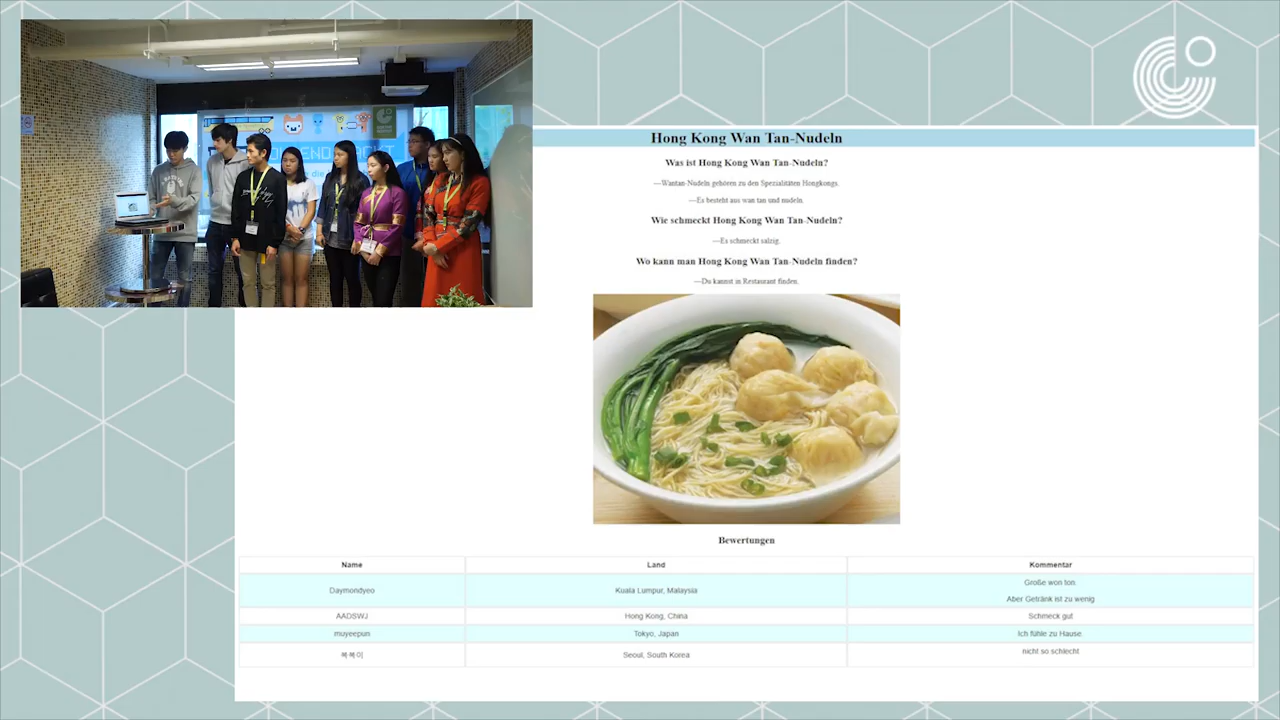 Hong Kong Wan Tan-Nudeln
Was ist Hong Kong Wan Tan-Nudeln?
—Wantan-Nudeln gehören zu den Spezialitäten Hongkongs.
—Es besteht aus wan tan und nudeln.
Wie schmeckt Hong Kong Wan Tan-Nudeln?
—Es schmeckt salzig.
Wo kann man Hong Kong Wan Tan-Nudeln finden?
—Du kannst in Restaurant finden.
Bewertungen
Name Land Kommentar
Daymondyeo Kuala Lumpur, Malaysia Große won ton
Aber Getränk ist zu wenig
AADSWJ Hong Kong, China Schmeck gut
muyeepun Tokyo, Japan Ich fühle zu Hause.
Seoul, South Korea nicht so schlecht